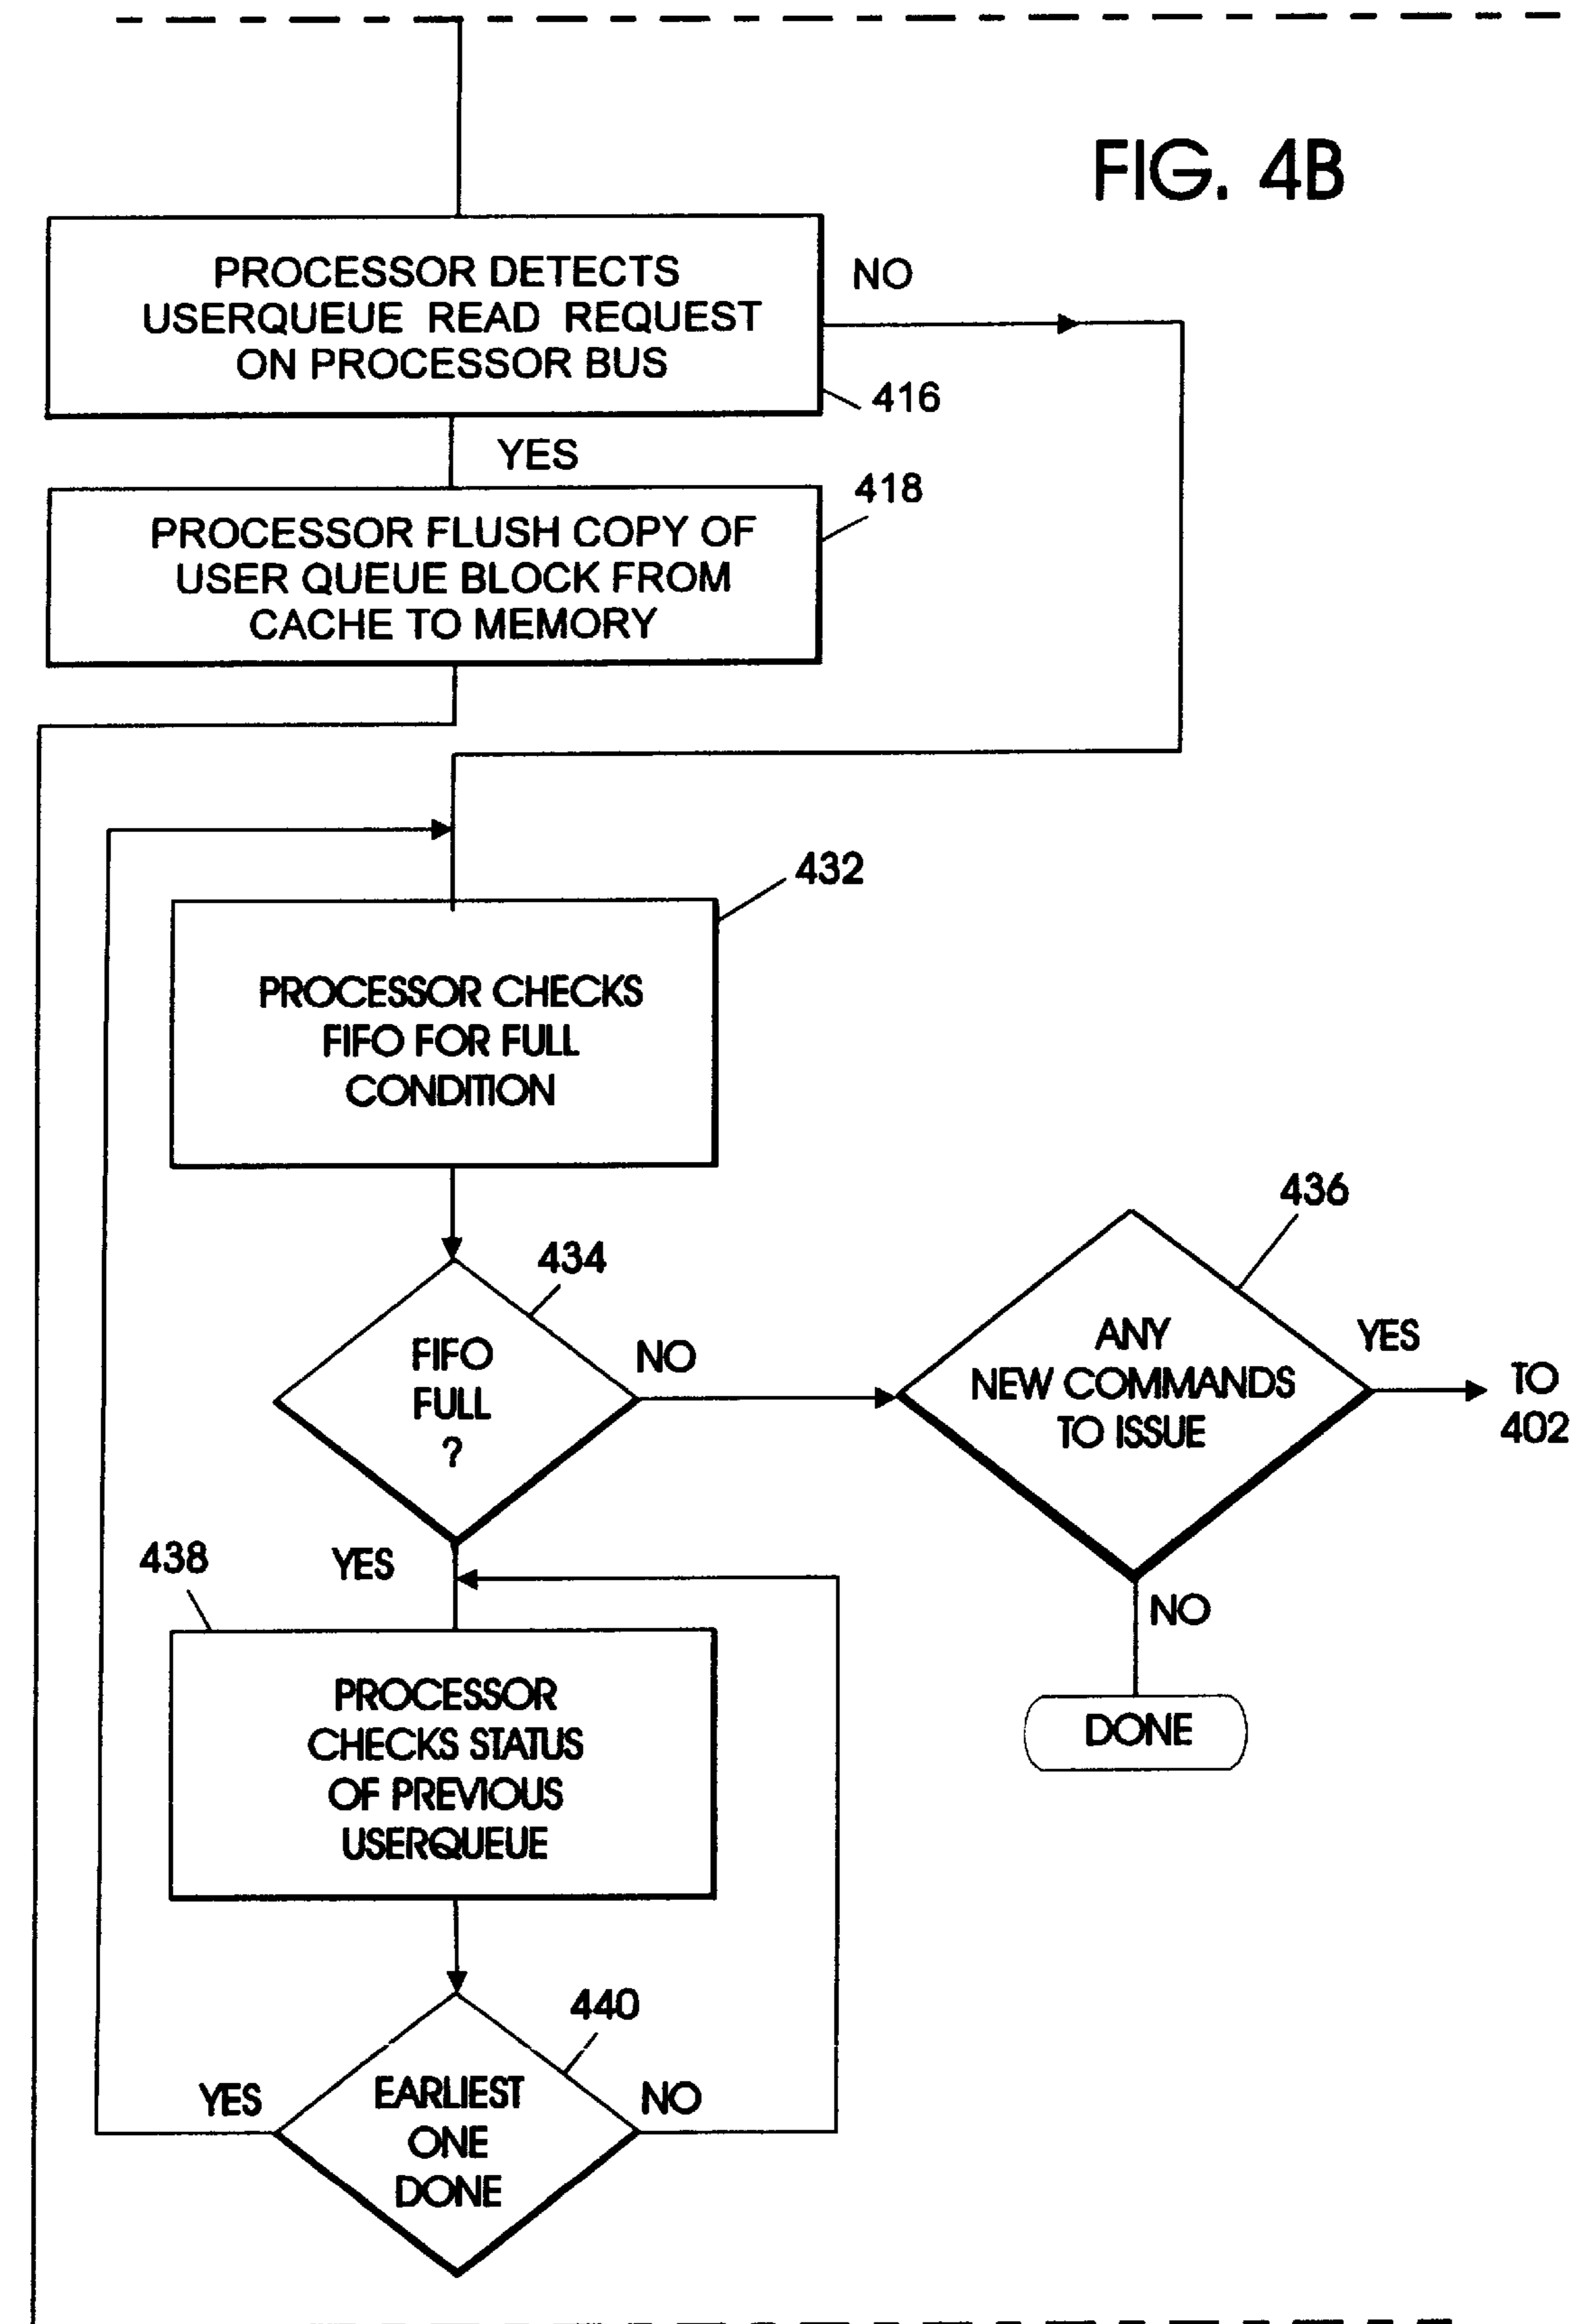 FIG. 4B
PROCESSOR DETECTS
USERQUEUE READ REQUEST
ON PROCESSOR BUS
NO
416
YES
418
PROCESSOR FLUSH COPY OF
USER QUEUE BLOCK FROM
CACHE TO MEMORY
432
PROCESSOR CHECKS
FIFO FOR FULL
CONDITION
434
FIFO
FULL
?
NO
436
ANY
NEW COMMANDS
TO ISSUE
YES
TO
402
NO
DONE
YES
438
PROCESSOR
CHECKS STATUS
OF PREVIOUS
USERQUEUE
440
EARLIEST
ONE
DONE
YES
NO